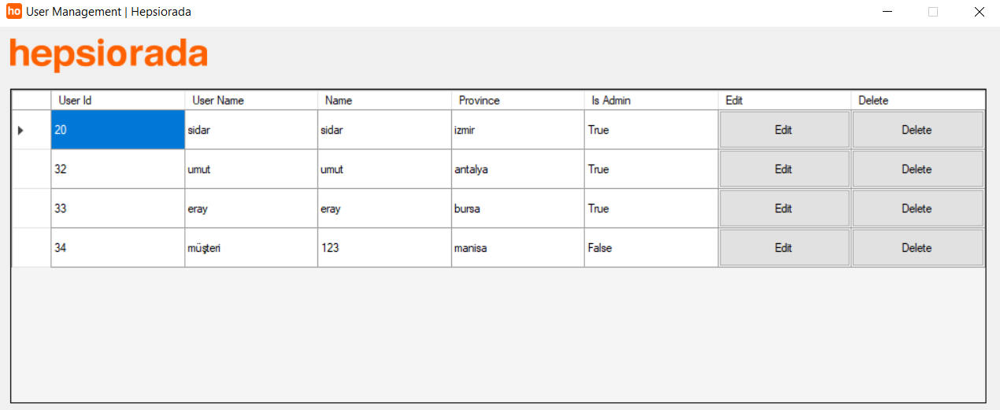 ho User Management | Hepsiorada
hepsiorada
User Id User Name Name Province Is Admin Edit Delete
20 sidar sidar izmir True Edit Delete
32 umut umut antalya True Edit Delete
33 eray eray bursa True Edit Delete
34 müşteri 123 manisa False Edit Delete